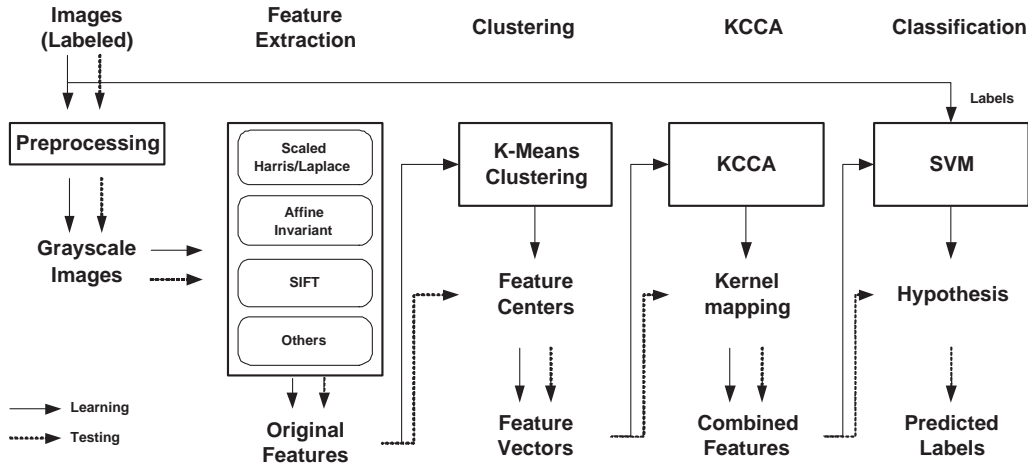 Images
(Labeled)
Feature
Extraction
Clustering
KCCA
Classification
Labels
Preprocessing
Scaled
Harris/Laplace
K-Means
Clustering
KCCA
SVM
Affine
Invariant
Grayscale
Images
SIFT
Feature
Centers
Kernel
mapping
Hypothesis
Others
Learning
Testing
Original
Features
Feature
Vectors
Combined
Features
Predicted
Labels